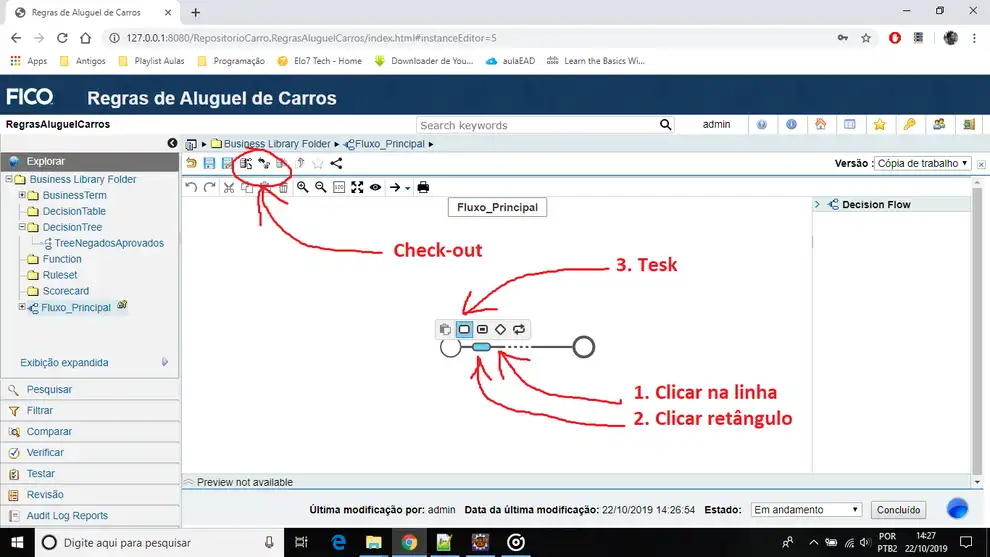 Regras de Aluguel de Carros
127.0.0.1:8080/RepositorioCarro.RegrasAluguelCarros/index.html#instanceEditor=5
Apps Antigos Playlist Aulas Programação Elo7 Tech - Home Downloader de You... aulaEAD Learn the Basics Wi...
FICO Regras de Aluguel de Carros
RegrasAluguelCarros Search keywords admin
Business Library Folder Fluxo_Principal
Explorar
Versão : Cópia de trabalho
Business Library Folder
BusinessTerm
DecisionTable
DecisionTree
TreeNegadosAprovados
Function
Ruleset
Scorecard
Fluxo_Principal
Exibição expandida
Pesquisar
Filtrar
Comparar
Verificar
Testar
Revisão
Audit Log Reports
100
Fluxo_Principal
Decision Flow
Check-out
3. Tesk
1. Clicar na linha
2. Clicar retângulo
Preview not available
Última modificação por: admin Data da última modificação: 22/10/2019 14:26:54 Estado: Em andamento Concluído
Digite aqui para pesquisar
POR
PTB2
14:27
22/10/2019